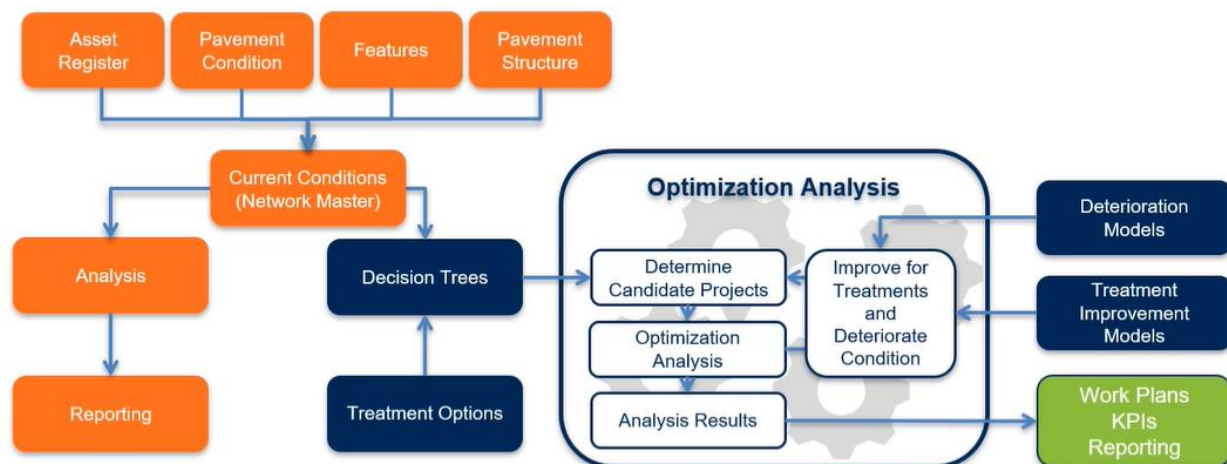 Asset
Register
Pavement
Condition
Features
Pavement
Structure
Current Conditions
(Network Master)
Analysis
Reporting
Decision Trees
Treatment Options
Optimization Analysis
Determine
Candidate Projects
Optimization
Analysis
Analysis Results
Improve for
Treatments
and
Deteriorate
Condition
Deterioration
Models
Treatment
Improvement
Models
Work Plans
KPIs
Reporting